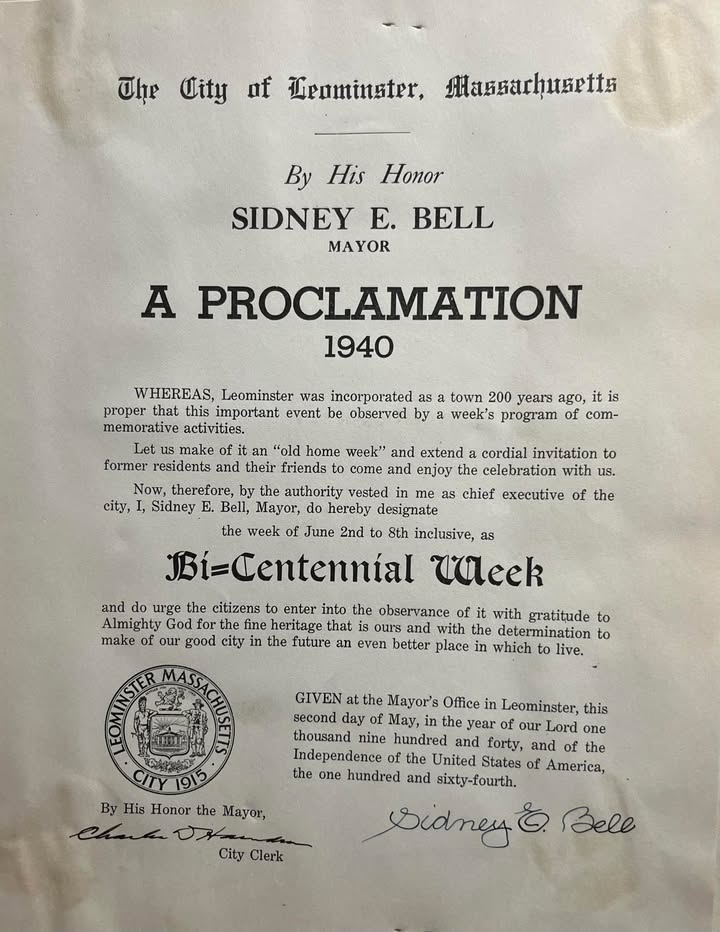 The City of Leominster, Massachusetts
By His Honor
SIDNEY E. BELL
MAYOR
A PROCLAMATION
1940
WHEREAS, Leominster was incorporated as a town 200 years ago, it is
proper that this important event be observed by a week's program of com-
memorative activities.
Let us make of it an "old home week" and extend a cordial invitation to
former residents and their friends to come and enjoy the celebration with us.
Now, therefore, by the authority vested in me as chief executive of the
city, I, Sidney E. Bell, Mayor, do hereby designate
the week of June 2nd to 8th inclusive, as
Bi-Centennial Week
and do urge the citizens to enter into the observance of it with gratitude to
Almighty God for the fine heritage that is ours and with the determination to
make of our good city in the future an even better place in which to live.
LEOMINSTER MASSACHUSETTS
CITY 1915
GIVEN at the Mayor's Office in Leominster, this
second day of May, in the year of our Lord one
thousand nine hundred and forty, and of the
Independence of the United States of America,
the one hundred and sixty-fourth.
By His Honor the Mayor,
Charles D
City Clerk
Sidney E. Bell